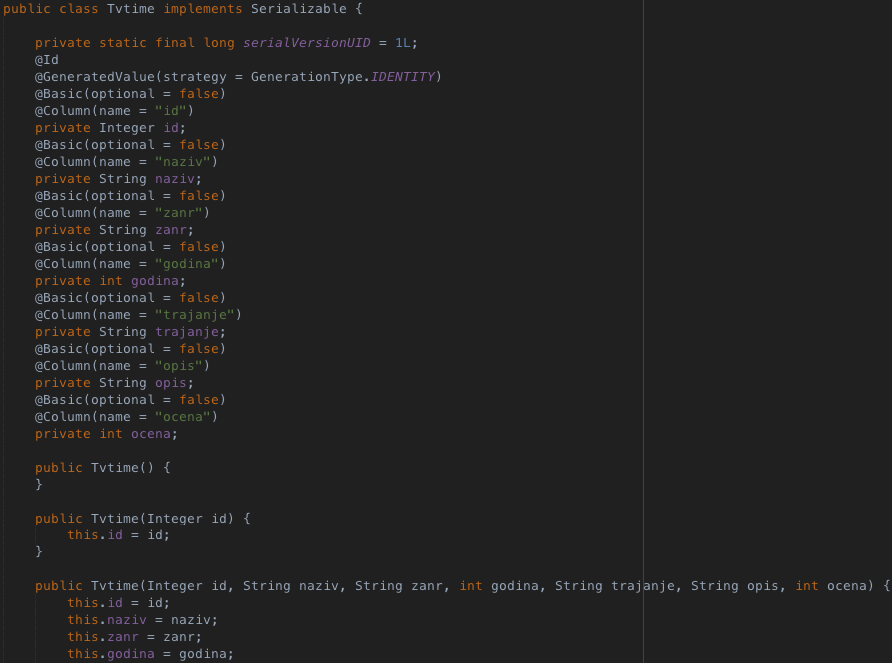 public class Tvtime implements Serializable {
private static final long serialVersionUID = 1L;
@Id
@GeneratedValue(strategy = GenerationType.IDENTITY)
@Basic(optional = false)
@Column(name = "id")
private Integer id;
@Basic(optional = false)
@Column(name = "naziv")
private String naziv;
@Basic(optional = false)
@Column(name = "zanr")
private String zanr;
@Basic(optional = false)
@Column(name = "godina")
private int godina;
@Basic(optional = false)
@Column(name = "trajanje")
private String trajanje;
@Basic(optional = false)
@Column(name = "opis")
private String opis;
@Basic(optional = false)
@Column(name = "ocena")
private int ocena;
public Tvtime() {
}
public Tvtime(Integer id) {
this.id = id;
}
public Tvtime(Integer id, String naziv, String zanr, int godina, String trajanje, String opis, int ocena) {
this.id = id;
this.naziv = naziv;
this.zanr = zanr;
this.godina = godina;